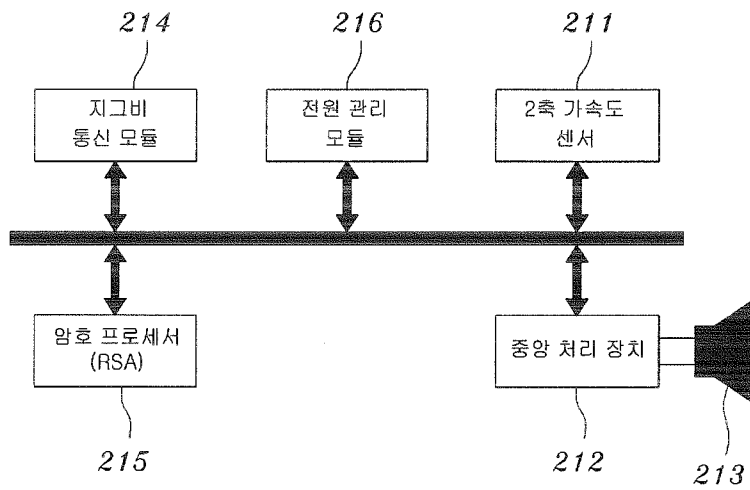 214
216
211
지그비
통신 모듈
전원 관리
모듈
2축 가속도
센서
암호 프로세서
(RSA)
중앙 처리 장치
215
212
213